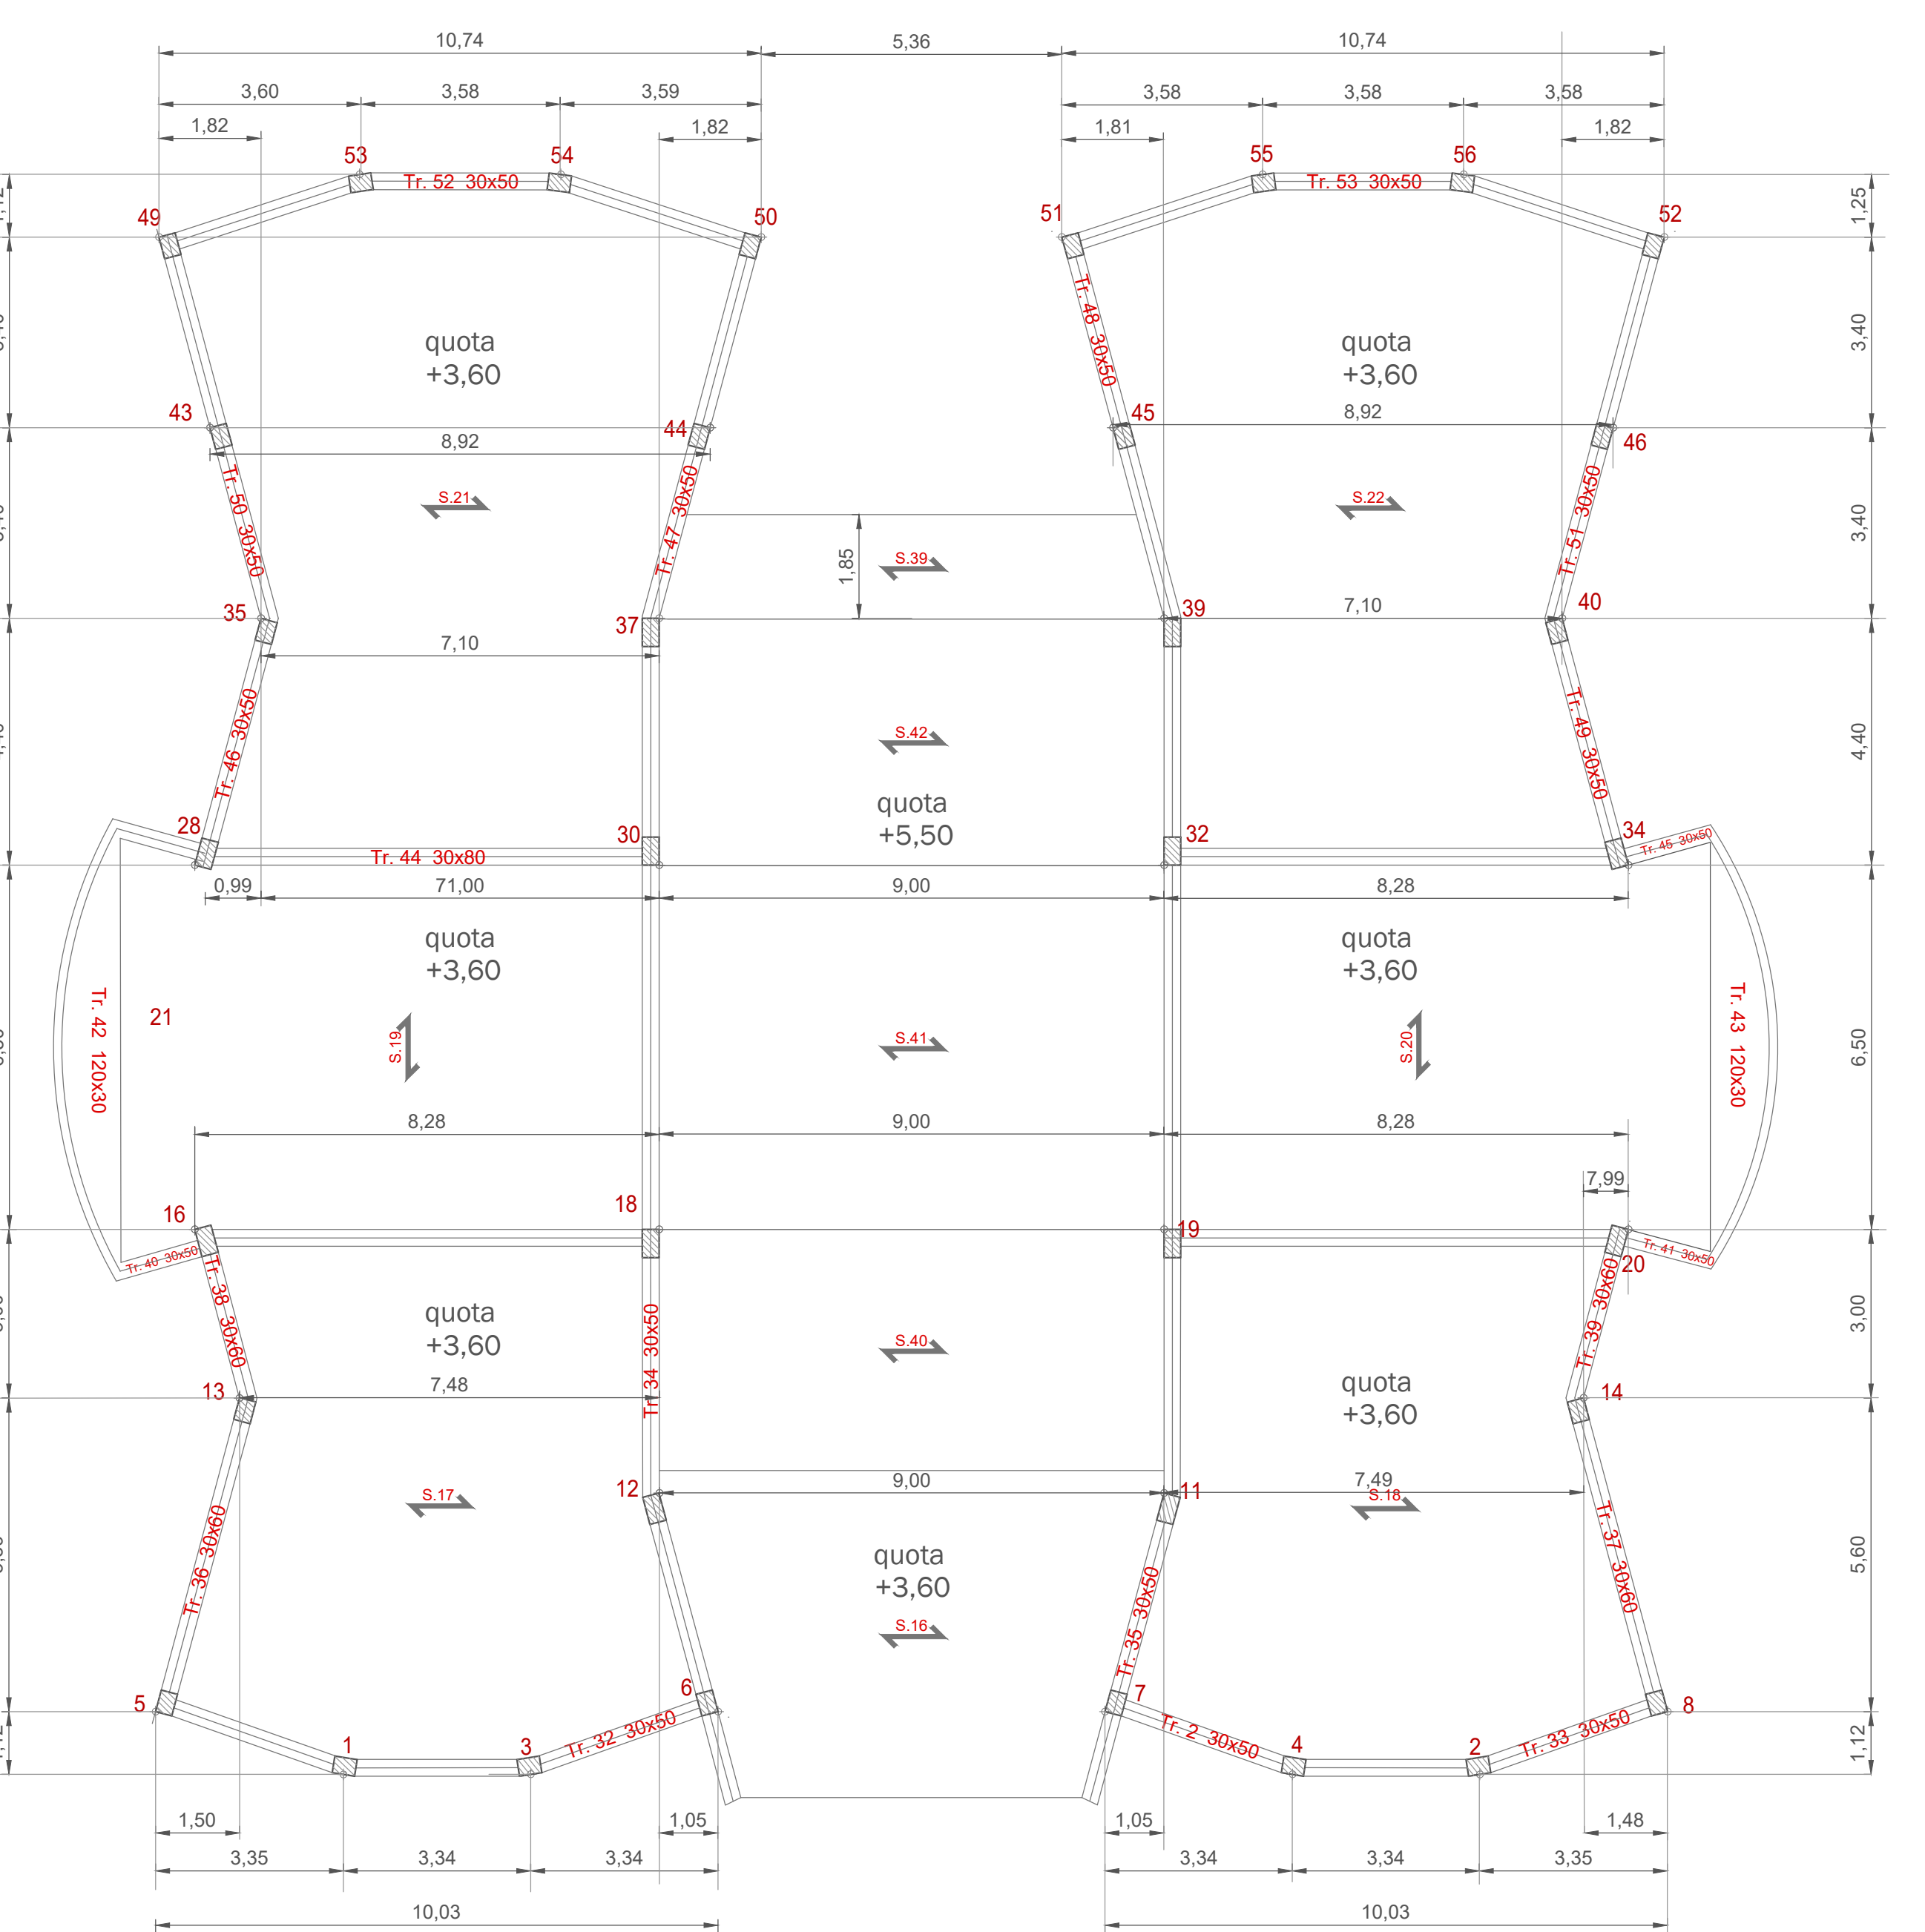 10,74
5,36
10,74
3,60
3,58
3,59
3,58
3,58
3,58
1,82
1,82
1,81
1,82
53
54
55
56
Tr. 52 30x50
Tr. 53 30x50
49
50
51
52
1,25
Tr. 48 30x50
quota
+3,60
quota
+3,60
3,40
43
44
45
46
8,92
8,92
Tr. 50 30x50
Tr. 47 30x50
Tr. 51 30x50
S.21
S.22
3,40
S.39
1,85
35
37
39
40
7,10
7,10
Tr. 46 30x50
Tr. 49 30x50
S.42
4,40
quota
+5,50
28
30
32
34
Tr. 45 30x50
Tr. 44 30x80
0,99
71,00
9,00
8,28
quota
+3,60
quota
+3,60
21
Tr. 42 120x30
S.19
S.41
S.20
Tr. 43 120x30
6,50
8,28
9,00
8,28
7,99
16
18
19
20
Tr. 40 30x50
Tr. 41 30x50
Tr. 38 30x60
Tr. 39 30x60
quota
+3,60
Tr. 34 30x50
S.40
3,00
13
7,48
quota
+3,60
14
12
9,00
11
7,49
S.17
S.18
Tr. 36 30x60
Tr. 37 30x60
quota
+3,60
S.16
5,60
Tr. 35 30x50
5
6
7
8
1
3
Tr. 32 30x50
Tr. 2 30x50
4
2
Tr. 33 30x50
1,12
1,50
1,05
1,05
1,48
3,35
3,34
3,34
3,34
3,34
3,35
10,03
10,03